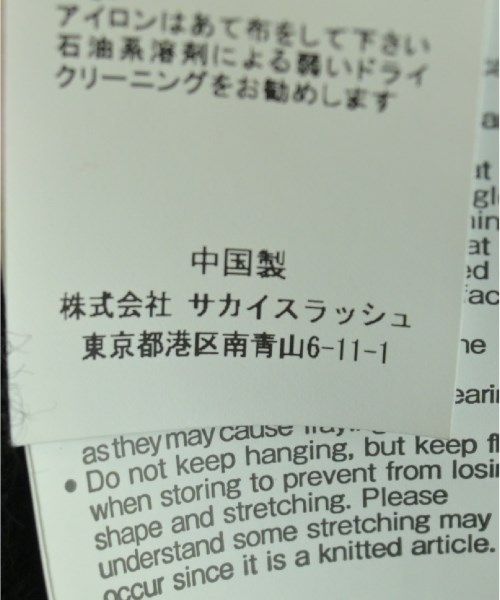 アイロンはあて布をして下さい
石油系溶剤による弱いドライ
クリーニングをお勧めします
中国製
株式会社 サカイスラッシュ
東京都港区南青山6-11-1
as they may cause
• Do not keep hanging, but keep
when storing to prevent from
shape and stretching. Please
understand some stretching may
occur since it is a knitted article.